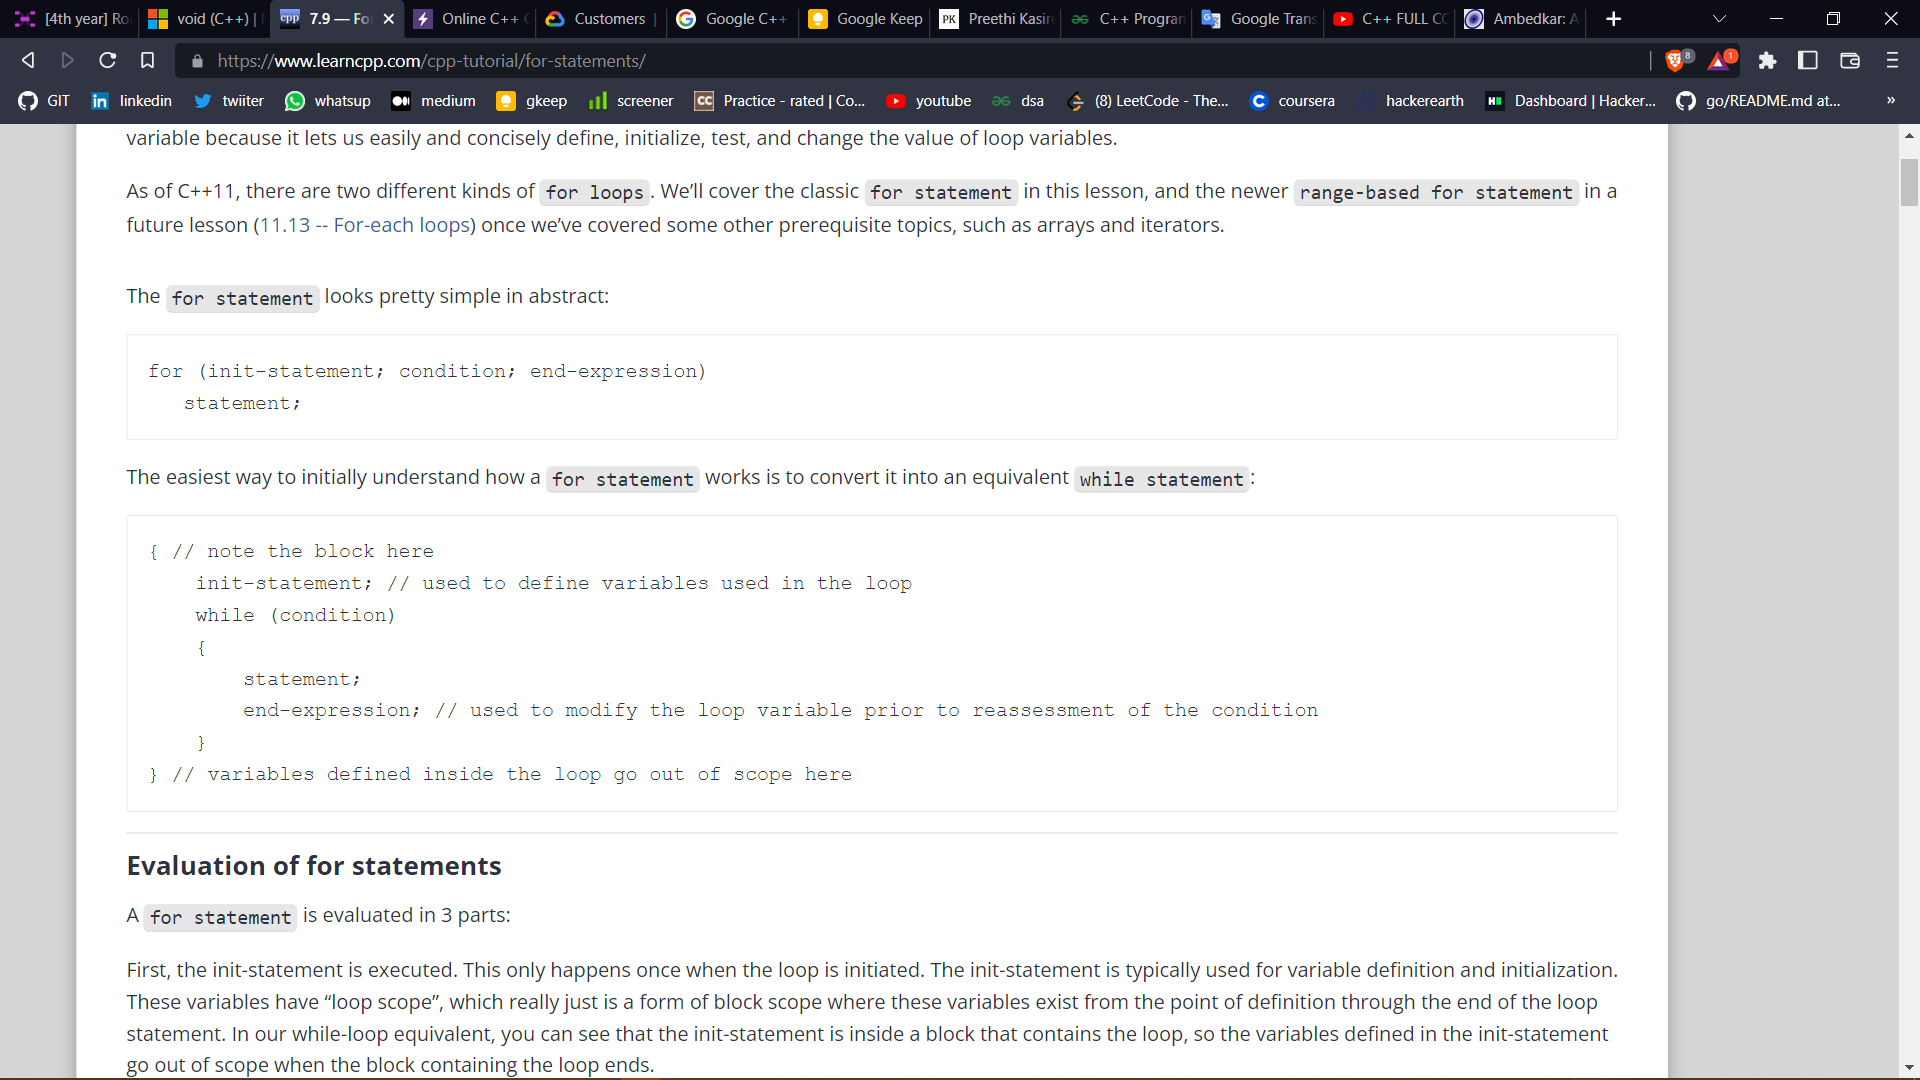 [4th year] Ro
void (C++) |
7.9 — Fo
Online C++
Customers
Google C++
Google Keep
Preethi Kasir
C++ Progran
Google Trans
C++ FULL CC
Ambedkar: A
https://www.learncpp.com/cpp-tutorial/for-statements/
8
1
GIT
linkedin
twiiter
whatsup
medium
gkeep
screener
Practice - rated | Co...
youtube
dsa
(8) LeetCode - The...
coursera
hackerearth
Dashboard | Hacker...
go/README.md at...
»
variable because it lets us easily and concisely define, initialize, test, and change the value of loop variables.
As of C++11, there are two different kinds of for loops. We’ll cover the classic for statement in this lesson, and the newer range-based for statement in a
future lesson (11.13 -- For-each loops) once we’ve covered some other prerequisite topics, such as arrays and iterators.
The for statement looks pretty simple in abstract:
for (init-statement; condition; end-expression)
   statement;
The easiest way to initially understand how a for statement works is to convert it into an equivalent while statement:
{ // note the block here
    init-statement; // used to define variables used in the loop
    while (condition)
    {
        statement;
        end-expression; // used to modify the loop variable prior to reassessment of the condition
    }
} // variables defined inside the loop go out of scope here
Evaluation of for statements
A for statement is evaluated in 3 parts:
First, the init-statement is executed. This only happens once when the loop is initiated. The init-statement is typically used for variable definition and initialization.
These variables have “loop scope”, which really just is a form of block scope where these variables exist from the point of definition through the end of the loop
statement. In our while-loop equivalent, you can see that the init-statement is inside a block that contains the loop, so the variables defined in the init-statement
go out of scope when the block containing the loop ends.